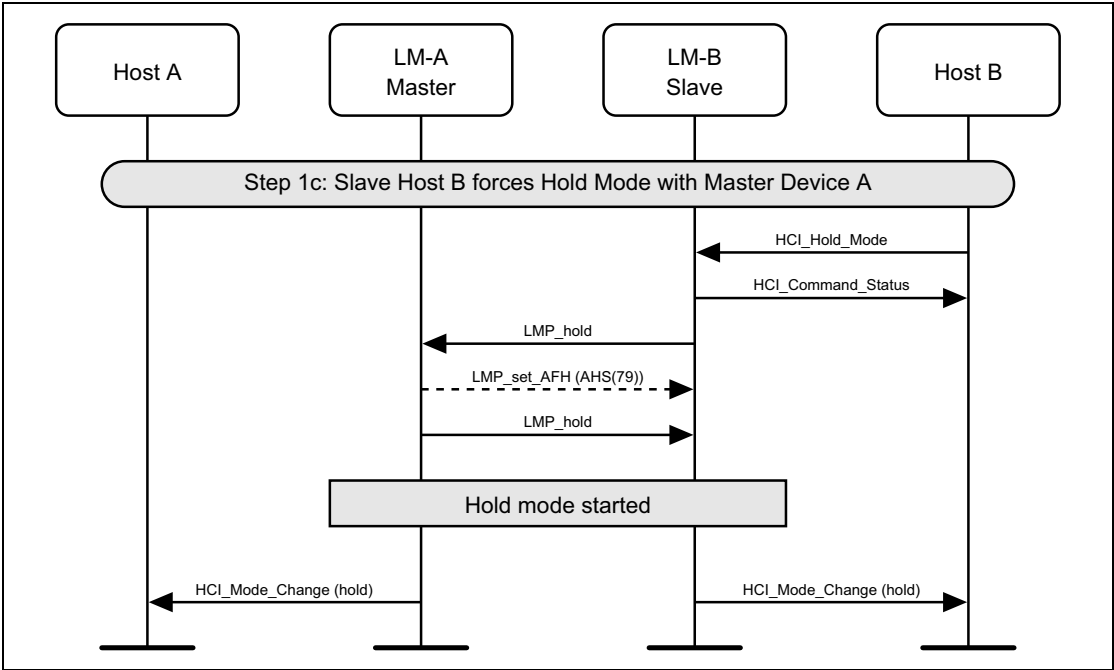 Host A
LM-A
Master
LM-B
Slave
Host B
Step 1c: Slave Host B forces Hold Mode with Master Device A
HCI_Hold_Mode
HCI_Command_Status
LMP_hold
LMP_set_AFH (AHS(79))
LMP_hold
Hold mode started
HCI_Mode_Change (hold)
HCI_Mode_Change (hold)